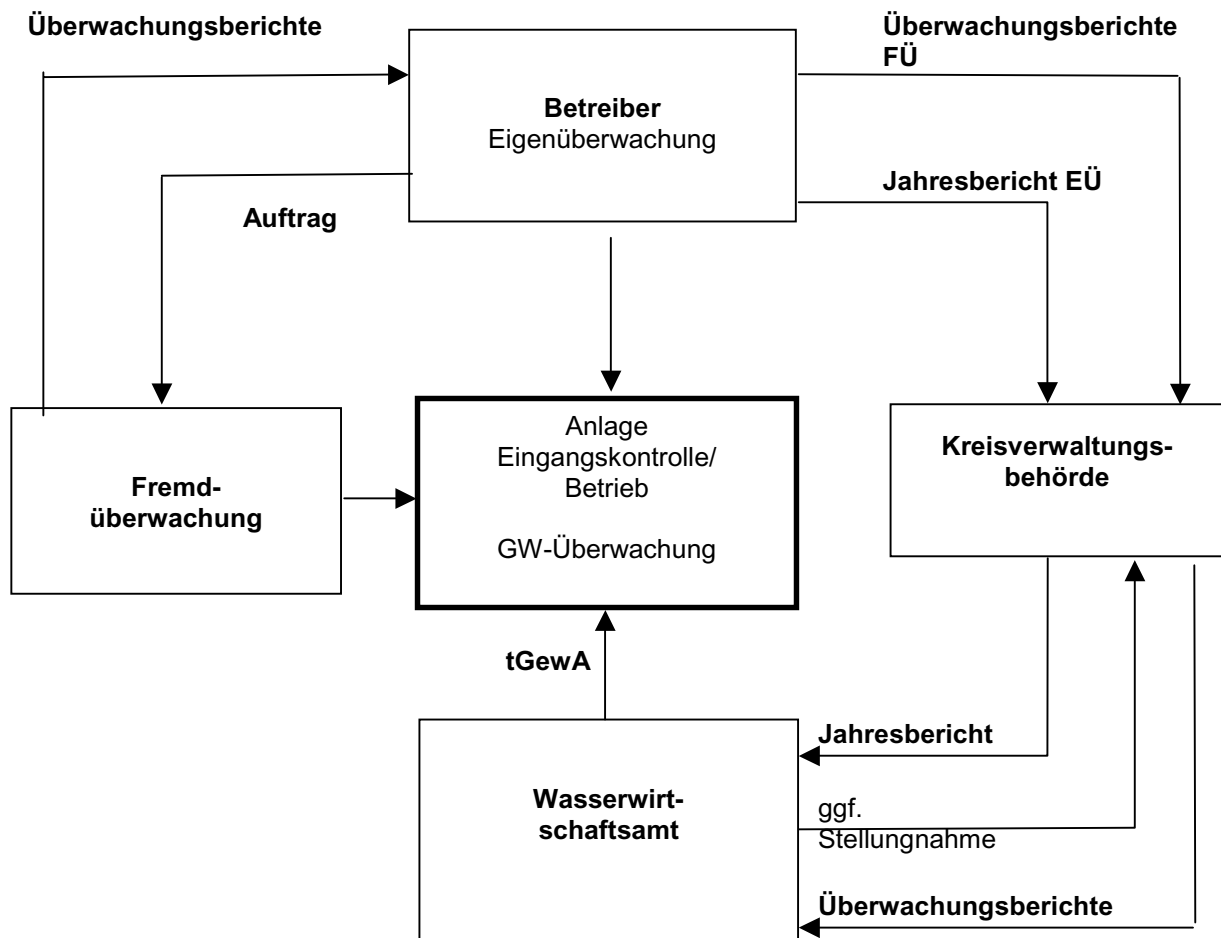 Überwachungsberichte
Überwachungsberichte
FÜ
Betreiber
Eigenüberwachung
Jahresbericht EÜ
Auftrag
Anlage
Eingangskontrolle/
Betrieb
GW-Überwachung
Kreisverwaltungs-
behörde
Fremd-
überwachung
tGewA
Jahresbericht
Wasserwirt-
schaftsamt
ggf.
Stellungnahme
Überwachungsberichte